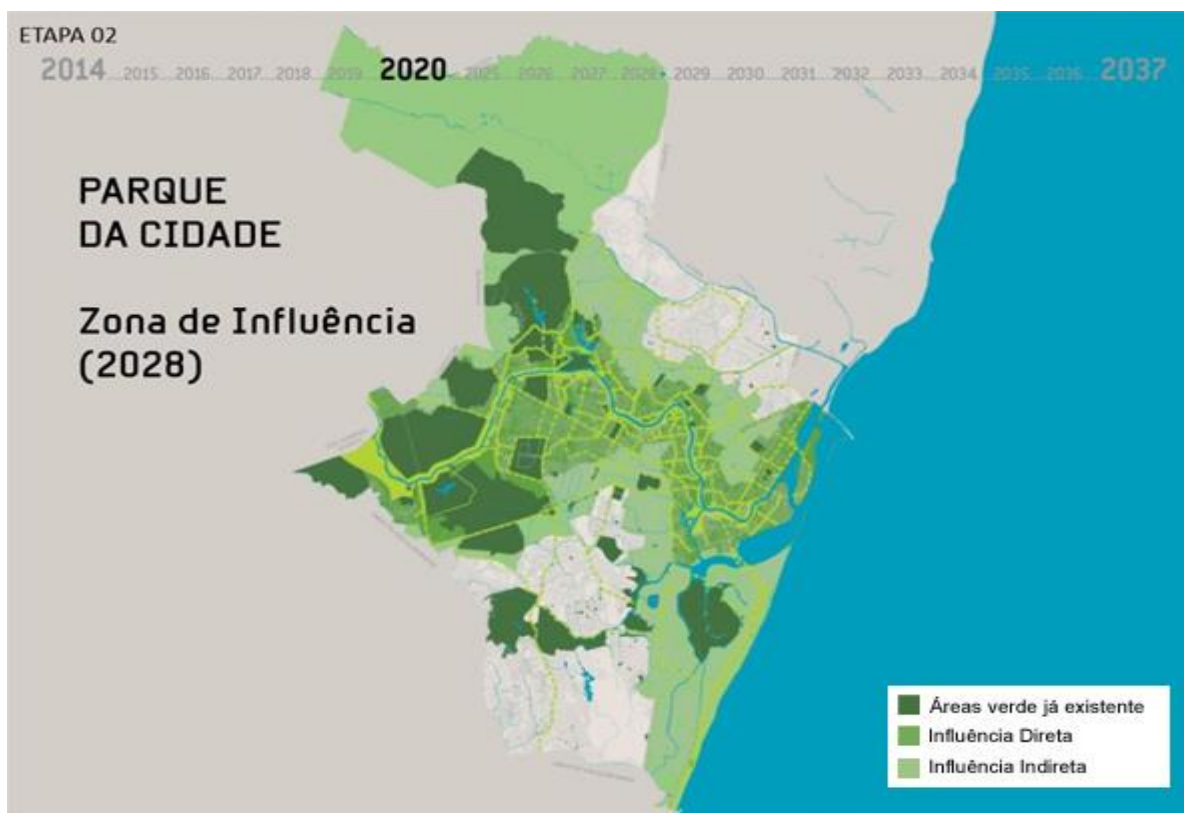 ETAPA 02
2014 2015 2016 2017 2018 2019 2020 2025 2026 2027 2028 2029 2030 2031 2032 2033 2034 2035 2036 2037
PARQUE
DA CIDADE
Zona de Influência
(2028)
Áreas verde já existente
Influência Direta
Influência Indireta